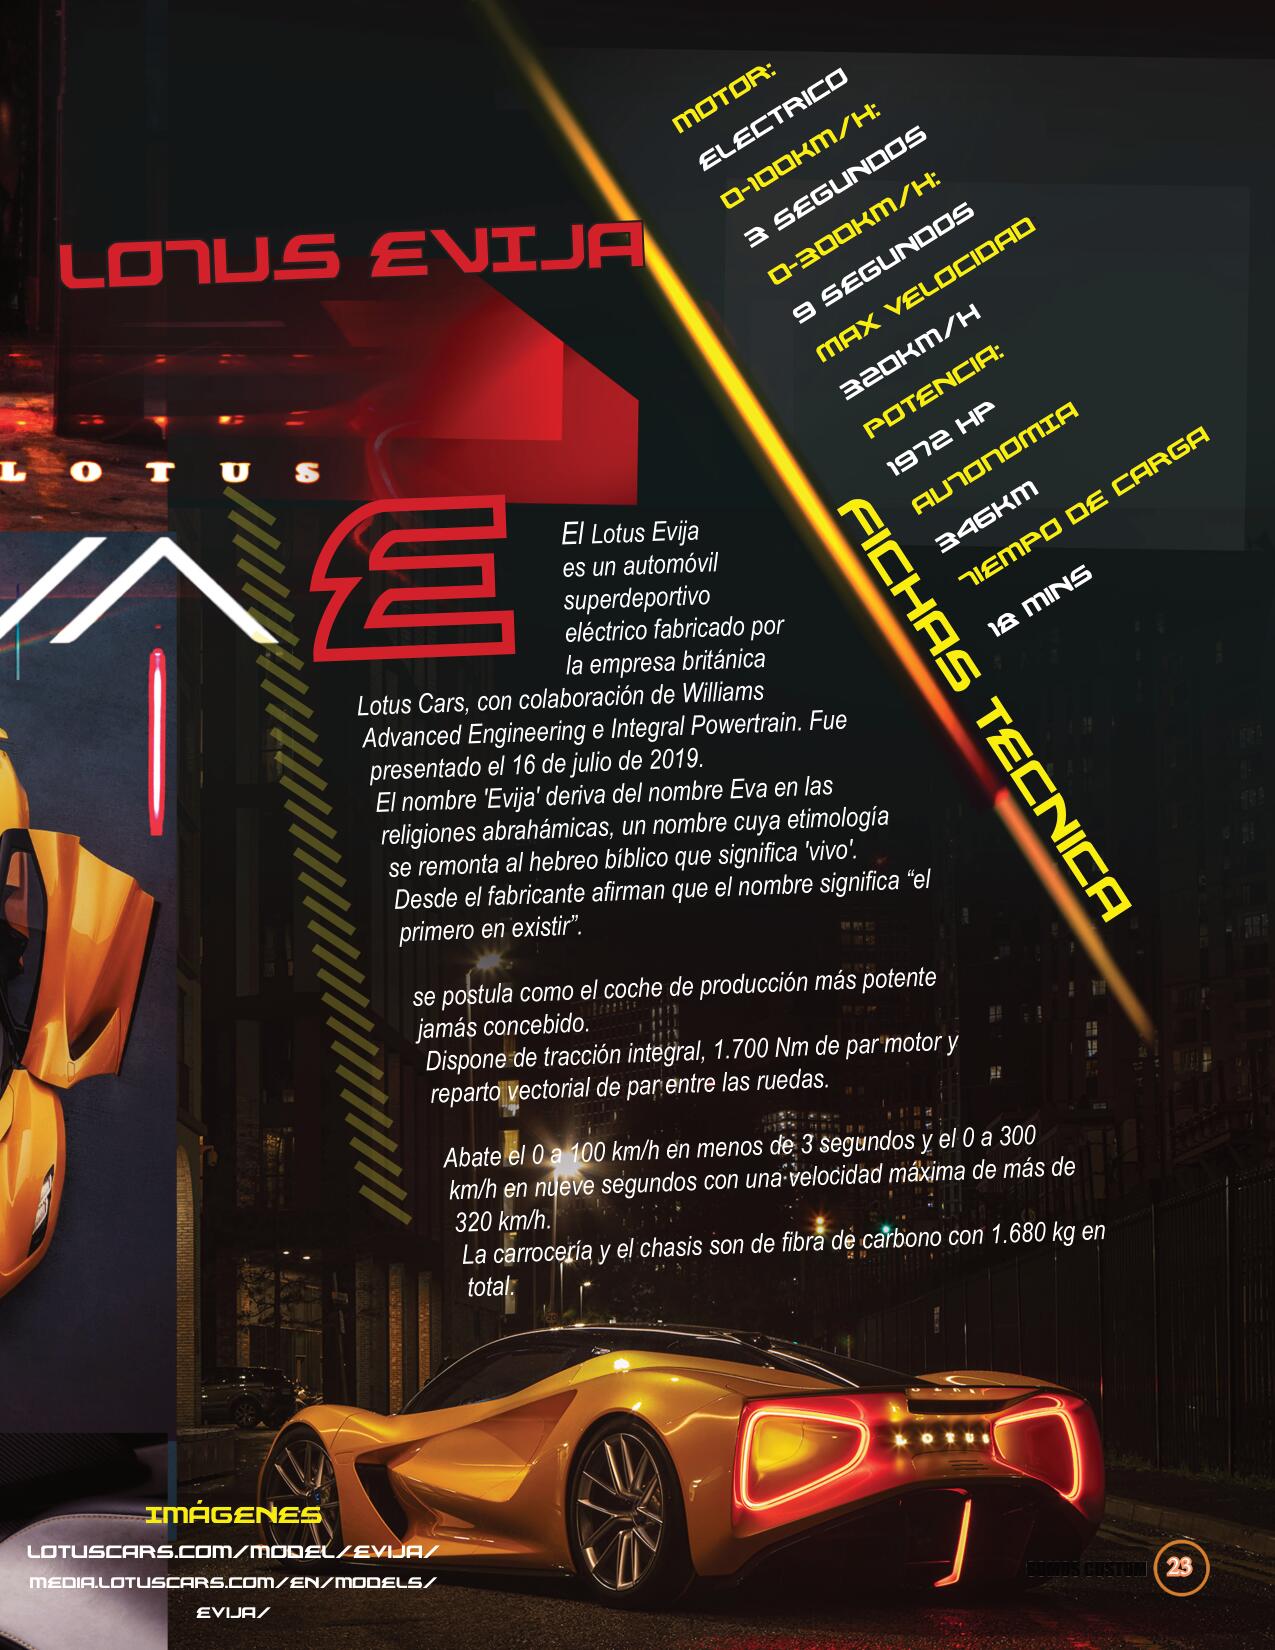 MOTOR:
ELECTRICO
0-100KM/H:
3 SEGUNDOS
0-300KM/H:
9 SEGUNDOS
MAX VELOCIDAD
320KM/H
POTENCIA:
1972 HP
AUTONOMIA
346KM
TIEMPO DE CARGA
18 MINS
FICHAS TECNICA
LOTUS EVIJA
LOTUS
E
El Lotus Evija
es un automóvil
superdeportivo
eléctrico fabricado por
la empresa británica
Lotus Cars, con colaboración de Williams
Advanced Engineering e Integral Powertrain. Fue
presentado el 16 de julio de 2019.
El nombre 'Evija' deriva del nombre Eva en las
religiones abrahámicas, un nombre cuya etimología
se remonta al hebreo bíblico que significa 'vivo'.
Desde el fabricante afirman que el nombre significa “el
primero en existir”.
se postula como el coche de producción más potente
jamás concebido.
Dispone de tracción integral, 1.700 Nm de par motor y
reparto vectorial de par entre las ruedas.
Abate el 0 a 100 km/h en menos de 3 segundos y el 0 a 300
km/h en nueve segundos con una velocidad máxima de más de
320 km/h.
La carrocería y el chasis son de fibra de carbono con 1.680 kg en
total.
LOTUS
IMÁGENES
LOTUSCARS.COM/MODEL/EVIJA/
MEDIA.LOTUSCARS.COM/EN/MODELS/
EVIJA/
CUSTOM 23